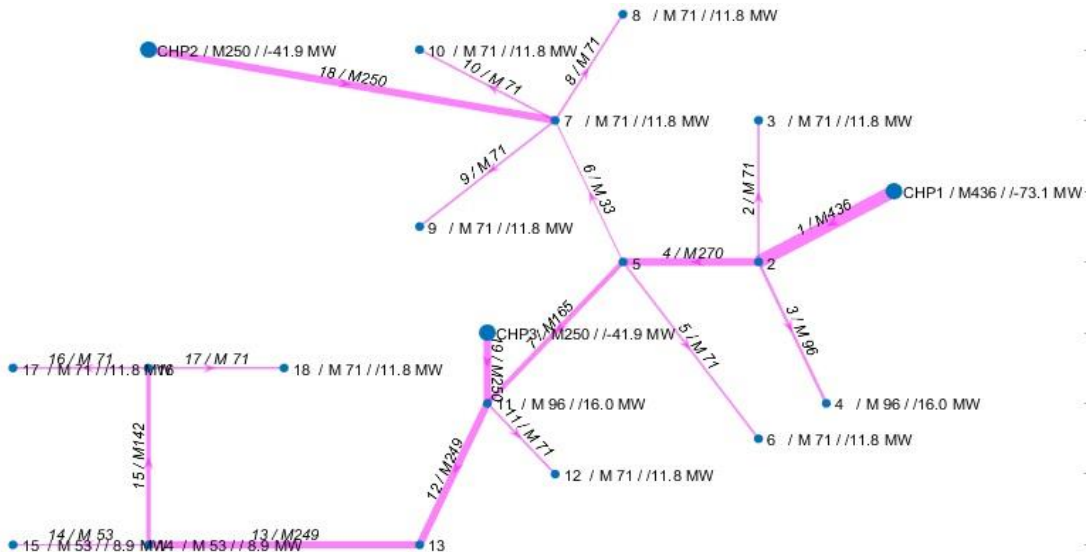 8 / M 71 / /11.8 MW
CHP2 / M250 / /-41.9 MW
10 / M 71 / /11.8 MW
18 / M250
10 / M 71
8 / M 71
7 / M 71 / /11.8 MW
3 / M 71 / /11.8 MW
9 / M 71
6 / M 33
2 / M 71
CHP1 / M436 / /-73.1 MW
1 / M436
9 / M 71 / /11.8 MW
4 / M270
5
2
7 / M165
5 / M 71
3 / M 96
CHP3 / M250 / /-41.9 MW
19 / M250
16 / M 71
17 / M 71
17 / M 71 / /11.8 MW
16
18 / M 71 / /11.8 MW
11 / M 96 / /16.0 MW
4 / M 96 / /16.0 MW
11 / M 71
6 / M 71 / /11.8 MW
15 / M142
12 / M249
12 / M 71 / /11.8 MW
14 / M 53
13 / M249
15 / M 53 / /8.9 MW
14 / M 53 / /8.9 MW
13